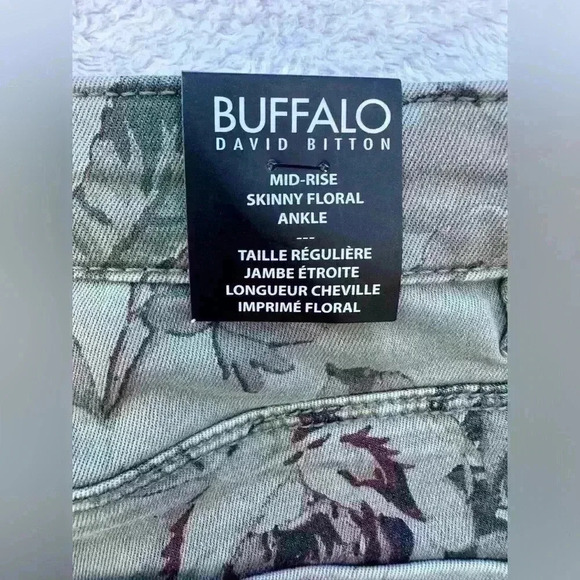 BUFFALO
DAVID BITTON
MID-RISE
SKINNY FLORAL
ANKLE
---
TAILLE RÉGULIÈRE
JAMBE ÉTROITE
LONGUEUR CHEVILLE
IMPRIMÉ FLORAL